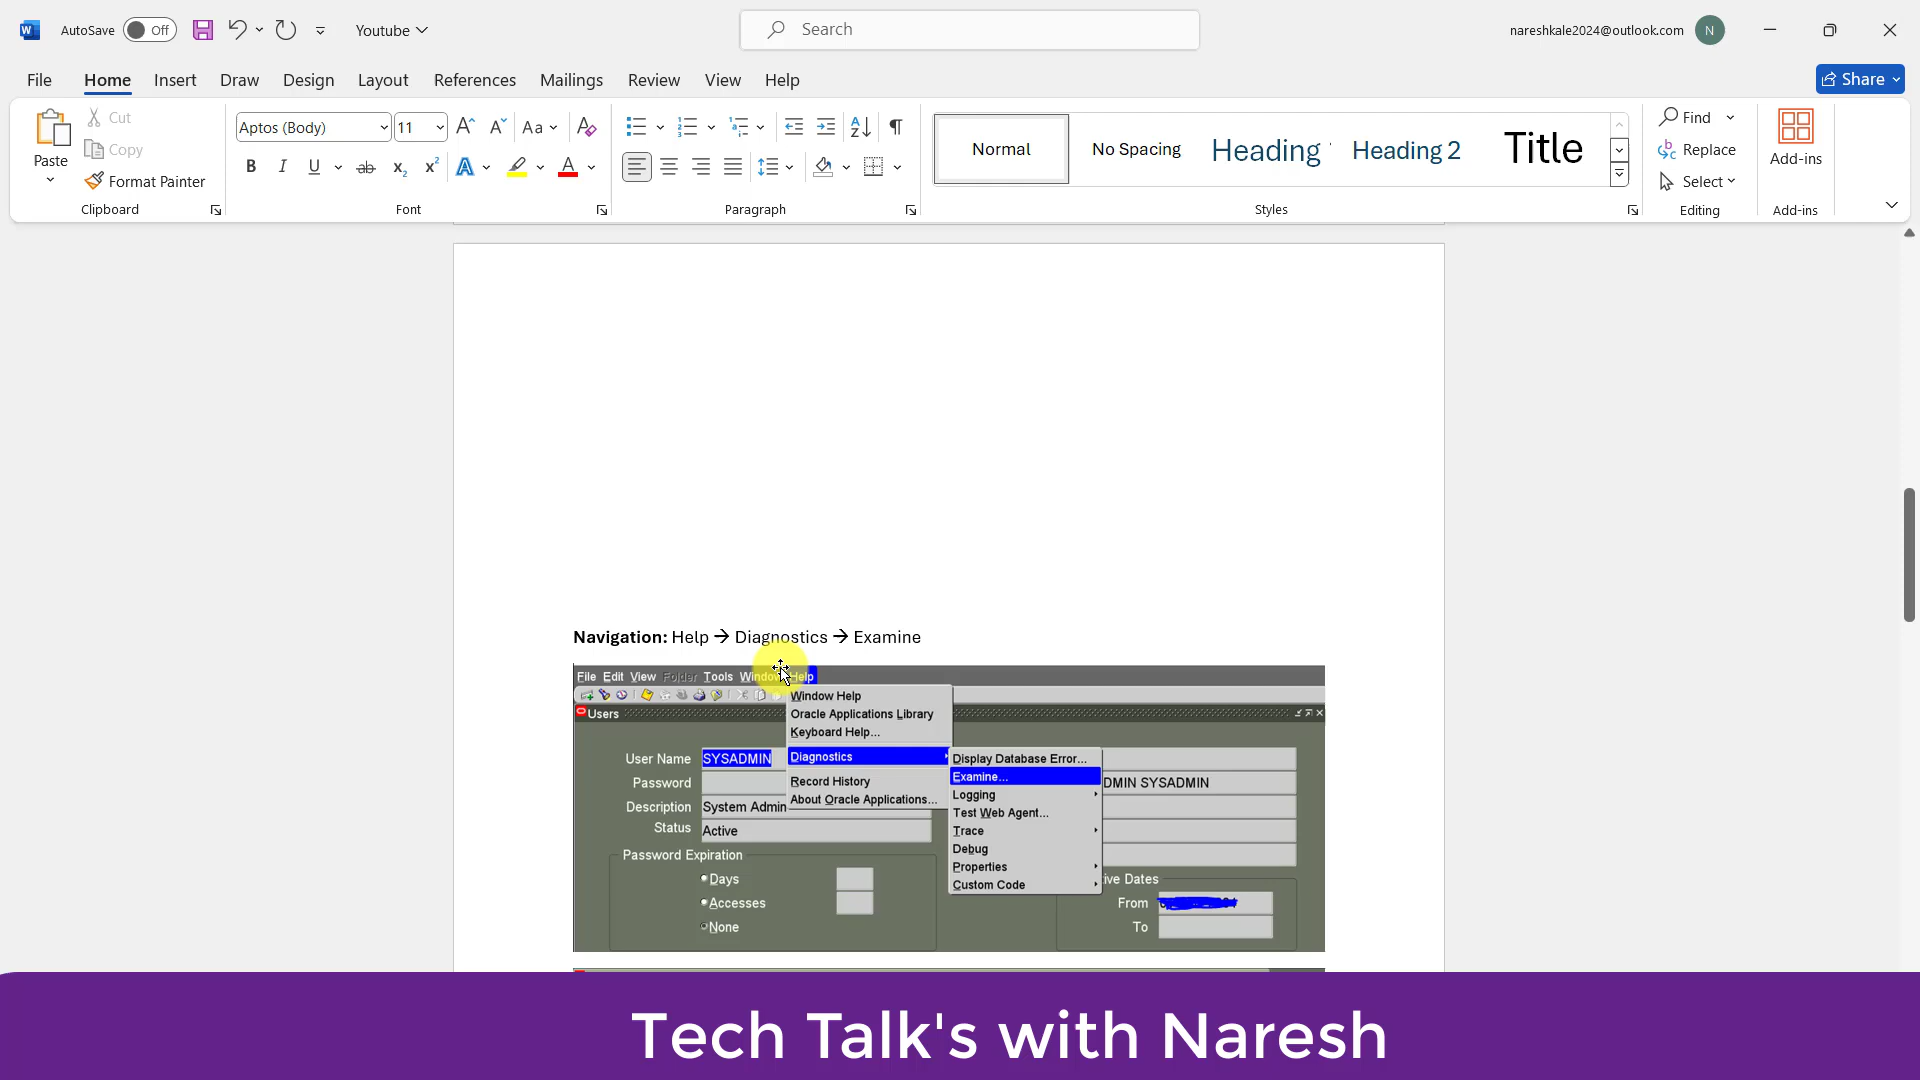 AutoSave Off Youtube Search nareshkale2024@outlook.com N
File Home Insert Draw Design Layout References Mailings Review View Help Share
Paste
Cut
Copy
Format Painter
Clipboard
Aptos (Body) 11
Font
Paragraph
Normal No Spacing Heading Heading 2 Title
Styles
Find
Replace
Select
Editing
Add-ins
Add-ins
Navigation: Help → Diagnostics → Examine
File Edit View Folder Tools Window Help
Users
Window Help
Oracle Applications Library
Keyboard Help...
Diagnostics
Record History
About Oracle Applications...
Display Database Error...
Examine...
Logging
Test Web Agent...
Trace
Debug
Properties
Custom Code
User Name SYSADMIN
Password
DMIN SYSADMIN
Description System Admin
Status Active
Password Expiration
Days
Accesses
None
ive Dates
From
To
Tech Talk's with Naresh